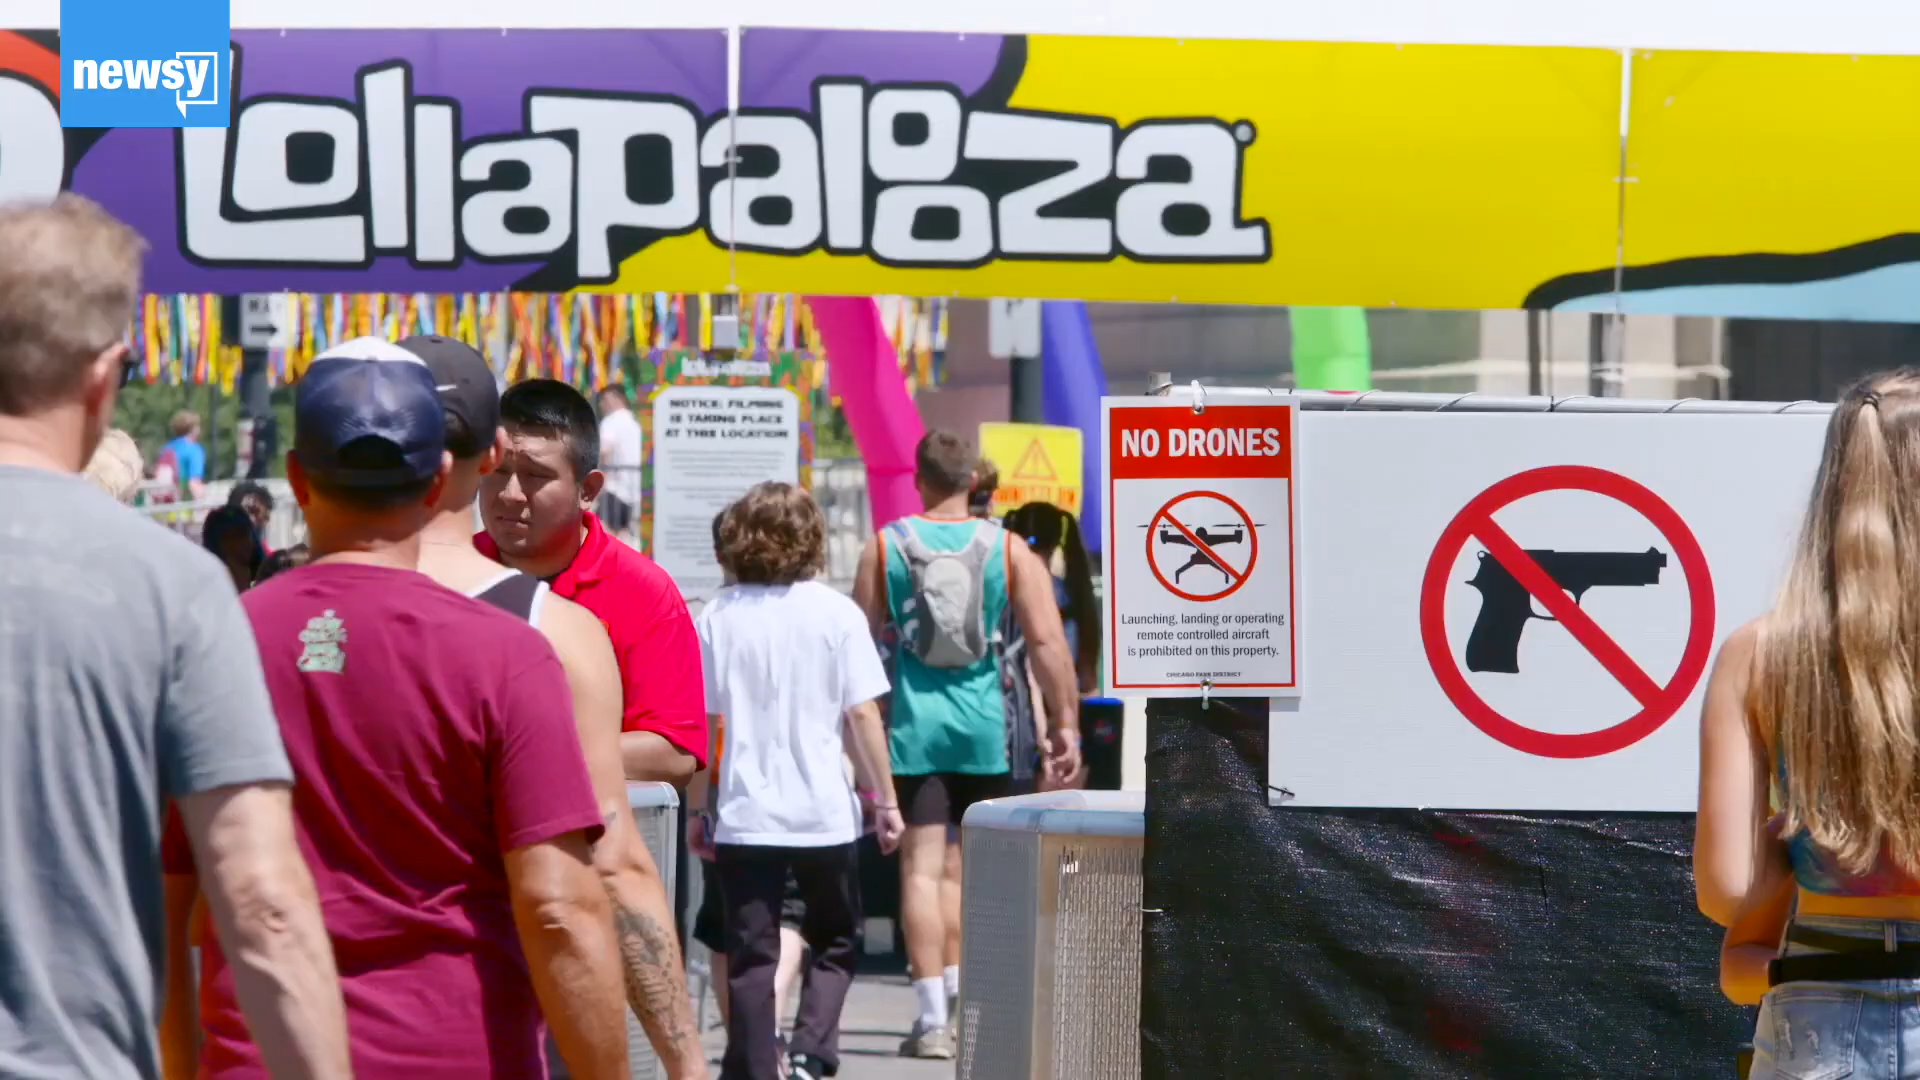 newsy
Lollapalooza
NOTICE: FILMING
IS TAKING PLACE
AT THIS LOCATION
NO DRONES
Launching, landing or operating
remote controlled aircraft
is prohibited on this property.
CHICAGO PARK DISTRICT